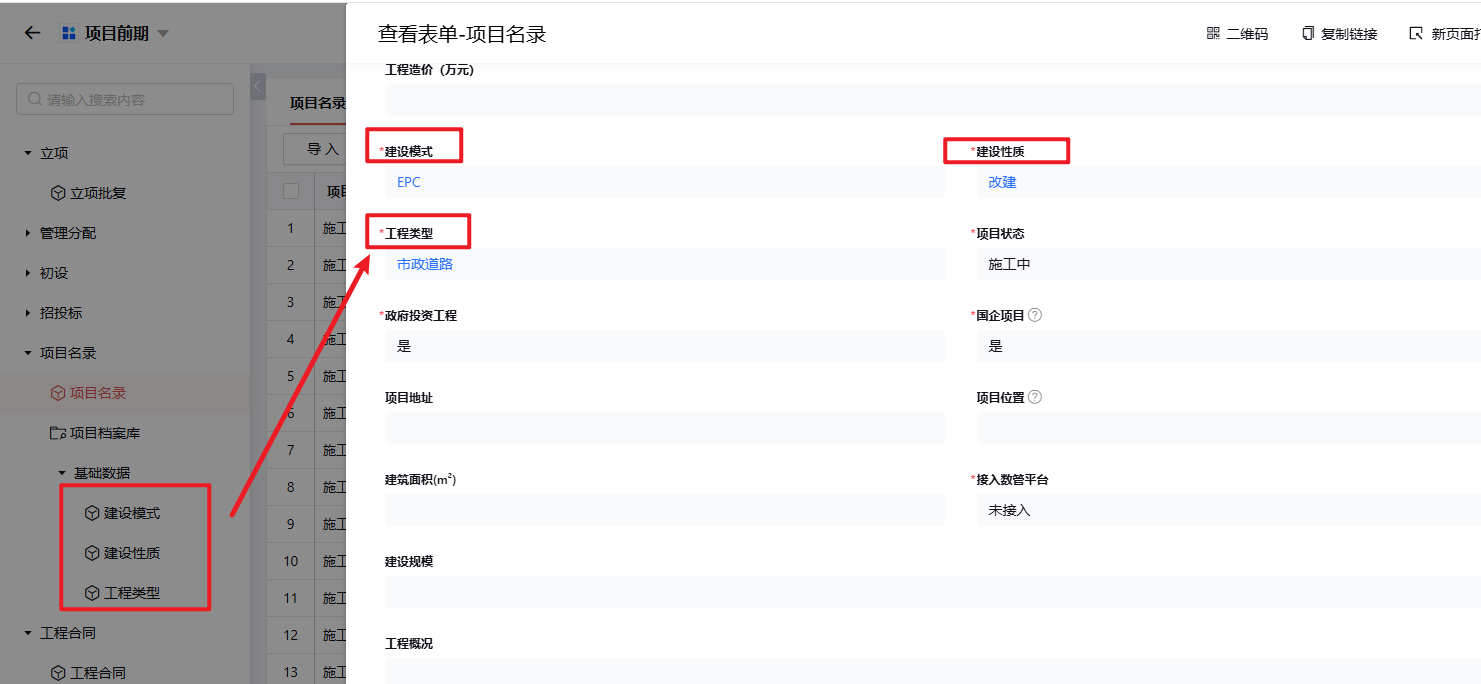 项目前期
请输入搜索内容
立项
立项批复
管理分配
初设
招投标
项目名录
项目名录
项目档案库
基础数据
建设模式
建设性质
工程类型
工程合同
工程合同
项目名录
导入
项目
1 施工
2 施工
3 施工
4 施工
5 施工
6 施工
7 施工
8 施工
9 施工
10 施工
11 施工
12 施工
13 施工
查看表单-项目名录
二维码 复制链接 新页面打
工程造价（万元）
*建设模式 *建设性质
EPC 改建
*工程类型 *项目状态
市政道路 施工中
*政府投资工程 *国企项目
是 是
项目地址 项目位置
建筑面积(m²) *接入数管平台
未接入
建设规模
工程概况